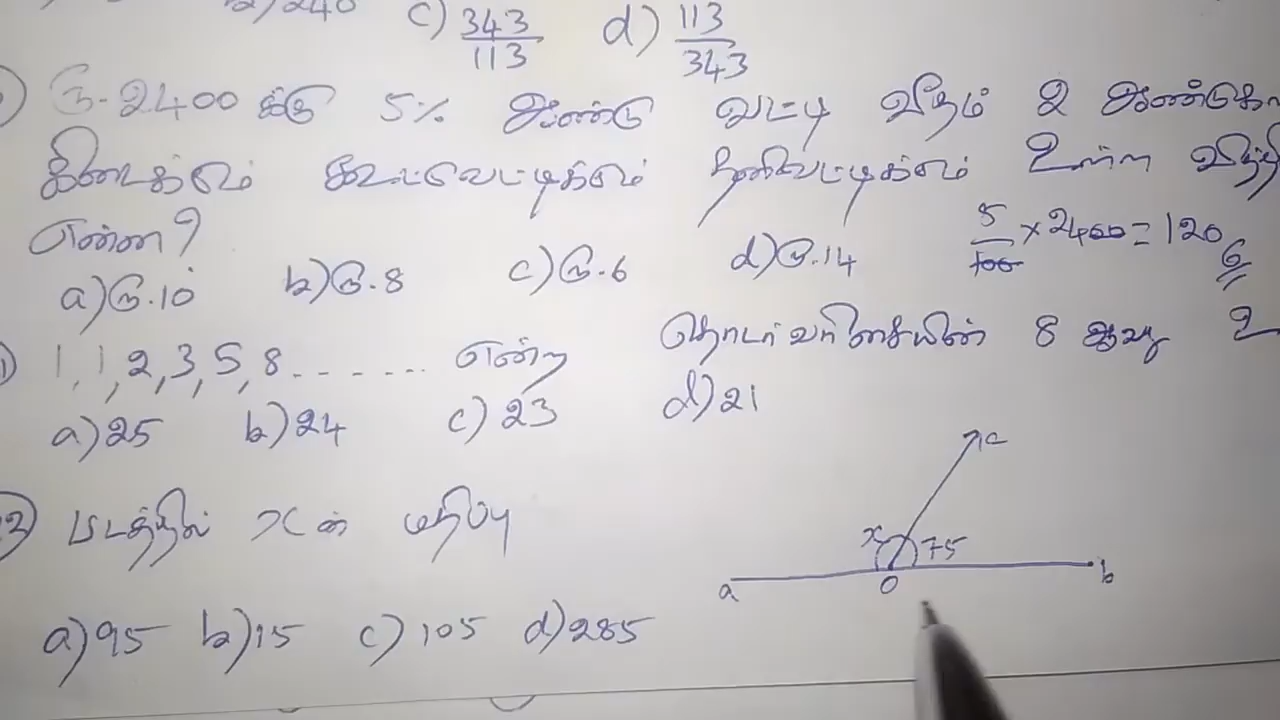 b) 240 c) 343/113 d) 113/343
ரூ.2400 க்கு 5% ஆண்டு வட்டி வீதம் 2
கிடைக்கும் கூட்டுவட்டிக்கும் தனிவட்டிக்கும் உள்ள
என்ன?
5/100 × 2400 = 120
6
a) ரூ.10 b) ரூ.8 c) ரூ.6 d) ரூ.14
1, 1, 2, 3, 5, 8 - - - - . . . . என்ற தொடர் வரிசையின் 8 ஆவது
a) 25 b) 24 c) 23 d) 21
படத்தில் x ன் மதிப்பு
c
x 75
a o b
a) 95 b) 15 c) 105 d) 285